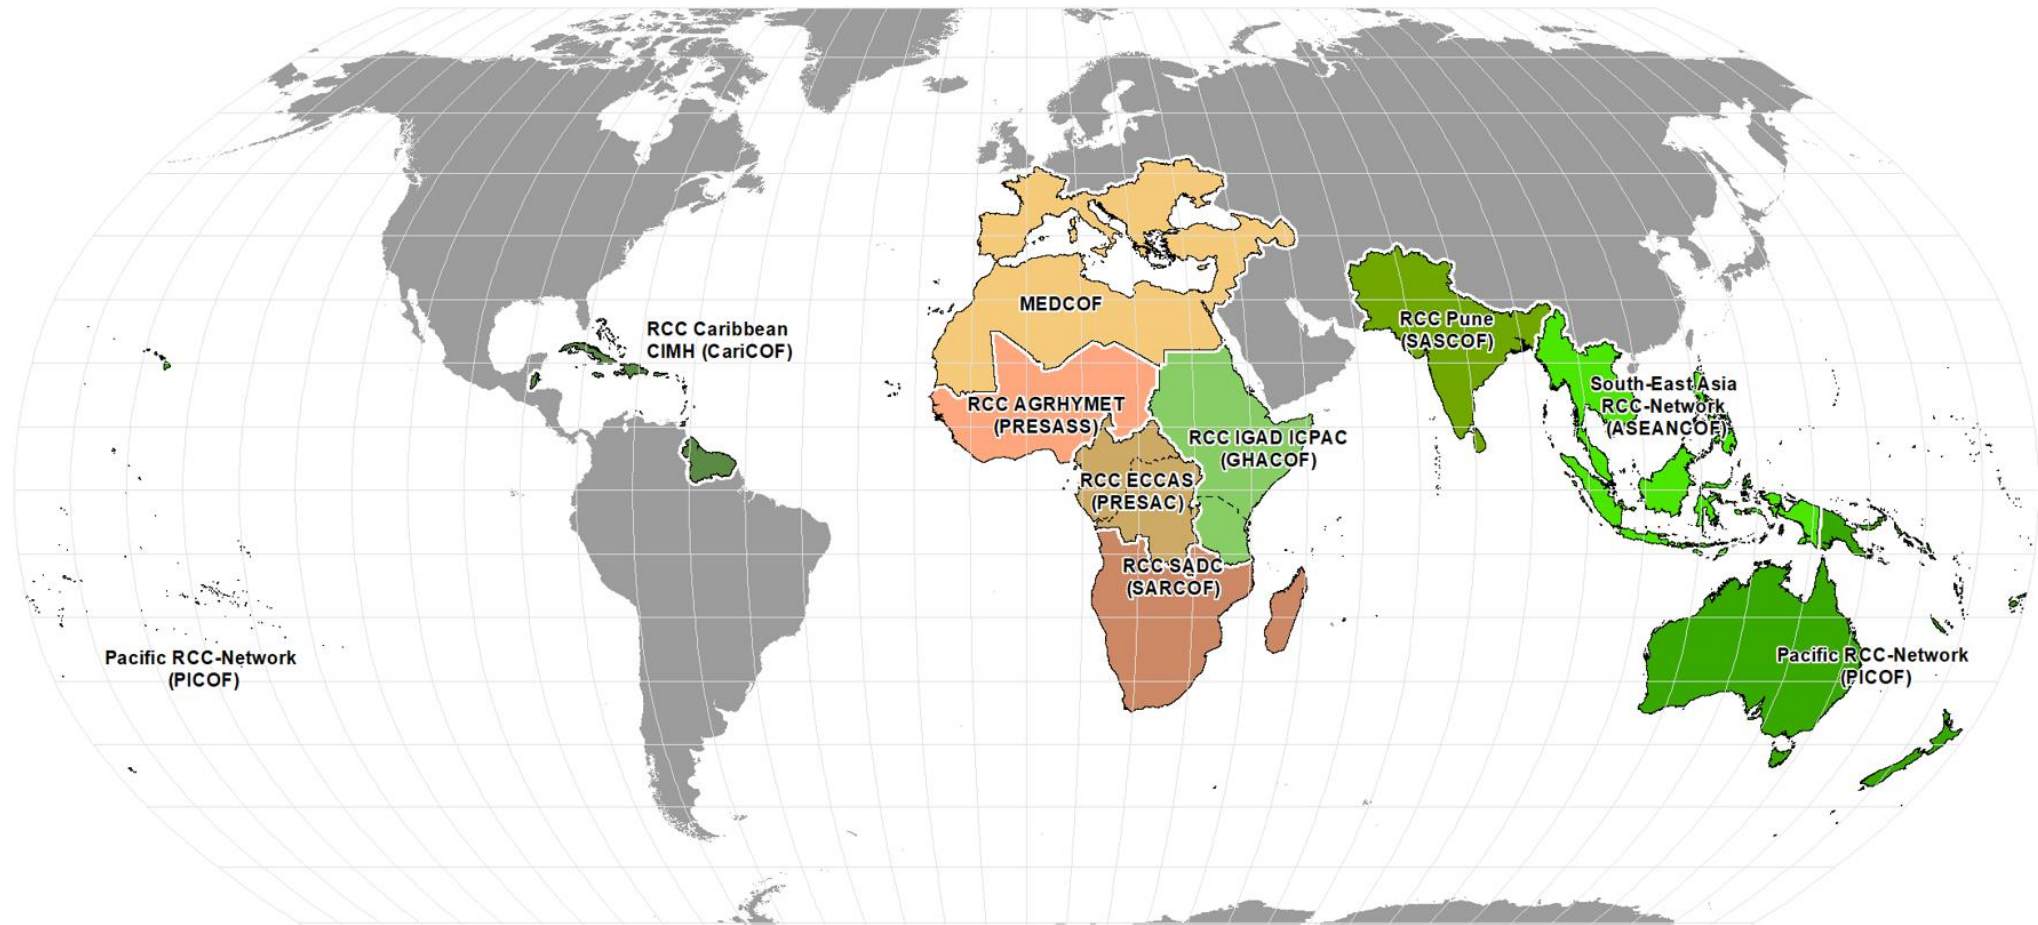 MEDCOF
RCC Caribbean
CIMH (CariCOF)
RCC Pune
(SASCOF)
South-East Asia
RCC-Network
(ASEANCOF)
RCC AGRHYMET
(PRESASS)
RCC IGAD ICPAC
(GHACOF)
RCC ECCAS
(PRESAC)
RCC SADC
(SARCOF)
Pacific RCC-Network
(PICOF)
Pacific RCC-Network
(PICOF)